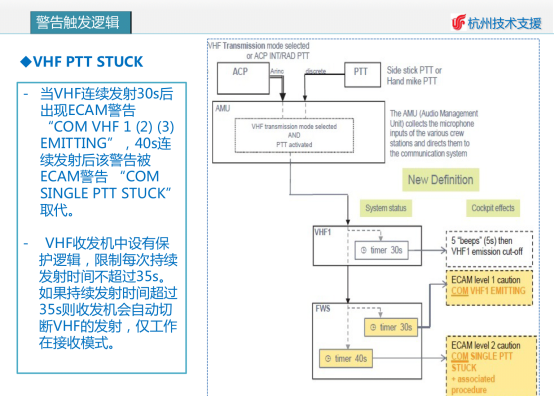 警告触发逻辑
杭州技术支援
◆VHF PTT STUCK
- 当VHF连续发射30s后
出现ECAM警告
“COM VHF 1 (2) (3)
EMITTING”，40s连
续发射后该警告被
ECAM警告 “COM
SINGLE PTT STUCK”
取代。
- VHF收发机中设有保
护逻辑，限制每次持续
发射时间不超过35s。
如果持续发射时间超过
35s则收发机会自动切
断VHF的发射，仅工作
在接收模式。
VHF Transmission mode selected
or ACP INT/RAD PTT
ACP
Arinc
discrete
PTT
Side stick PTT or
Hand mike PTT
AMU
VHF transmission mode selected
AND
PTT activated
The AMU (Audio Management
Unit) collects the microphone
inputs of the various crew
stations and directs them to
the communication system
New Definition
System status
Cockpit effects
VHF1
timer 30s
5 “beeps” (5s) then
VHF1 emission cut-off
FWS
timer 30s
ECAM level 1 caution
COM VHF1 EMITTING
timer 40s
ECAM level 2 caution
COM SINGLE PTT
STUCK
+ associated
procedure